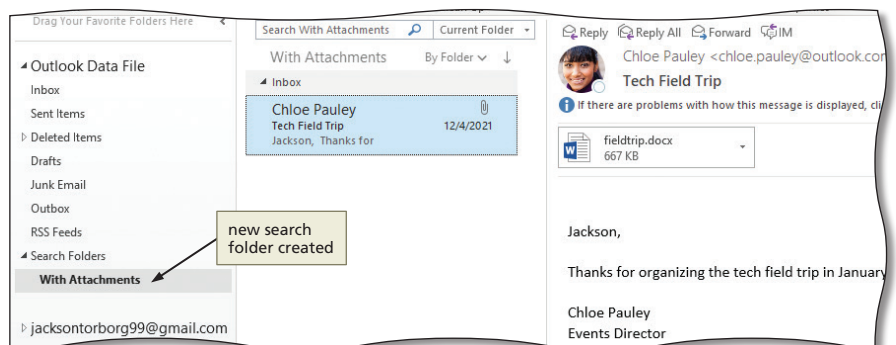 Drag Your Favorite Folders Here
Outlook Data File
Inbox
Sent Items
Deleted Items
Drafts
Junk Email
Outbox
RSS Feeds
Search Folders
With Attachments
jacksontorborg99@gmail.com
new search
folder created
Search With Attachments
Current Folder
With Attachments
By Folder
Inbox
Chloe Pauley
Tech Field Trip
12/4/2021
Jackson, Thanks for
Reply Reply All Forward IM
Chloe Pauley <chloe.pauley@outlook.com
Tech Field Trip
If there are problems with how this message is displayed, cli
fieldtrip.docx
667 KB
Jackson,
Thanks for organizing the tech field trip in January
Chloe Pauley
Events Director